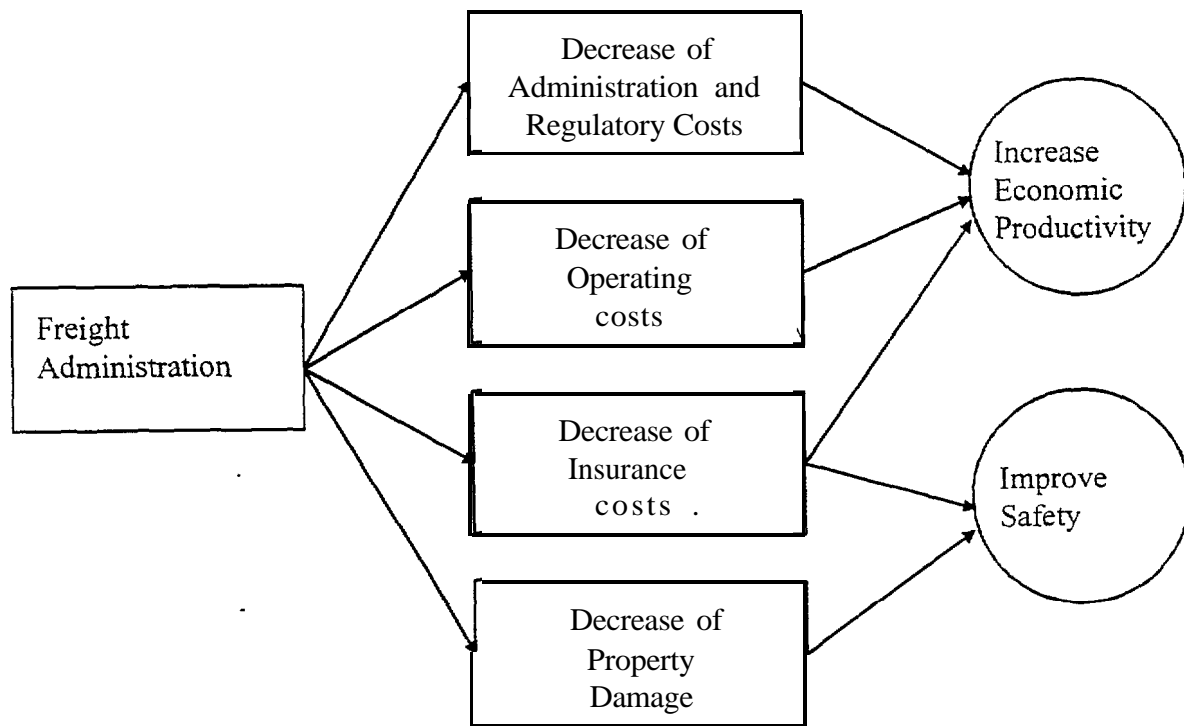 Decrease of
Administration and
Regulatory Costs
Increase
Economic
Productivity
Decrease of
Operating
costs
Freight
Administration
Decrease of
Insurance
costs .
Improve
Safety
Decrease of
Property
Damage